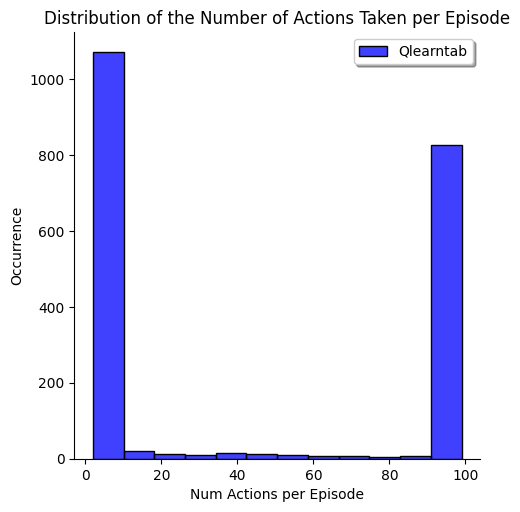 Distribution of the Number of Actions Taken per Episode
Qlearntab
1000
800
600
400
200
0
Occurrence
0 20 40 60 80 100
Num Actions per Episode